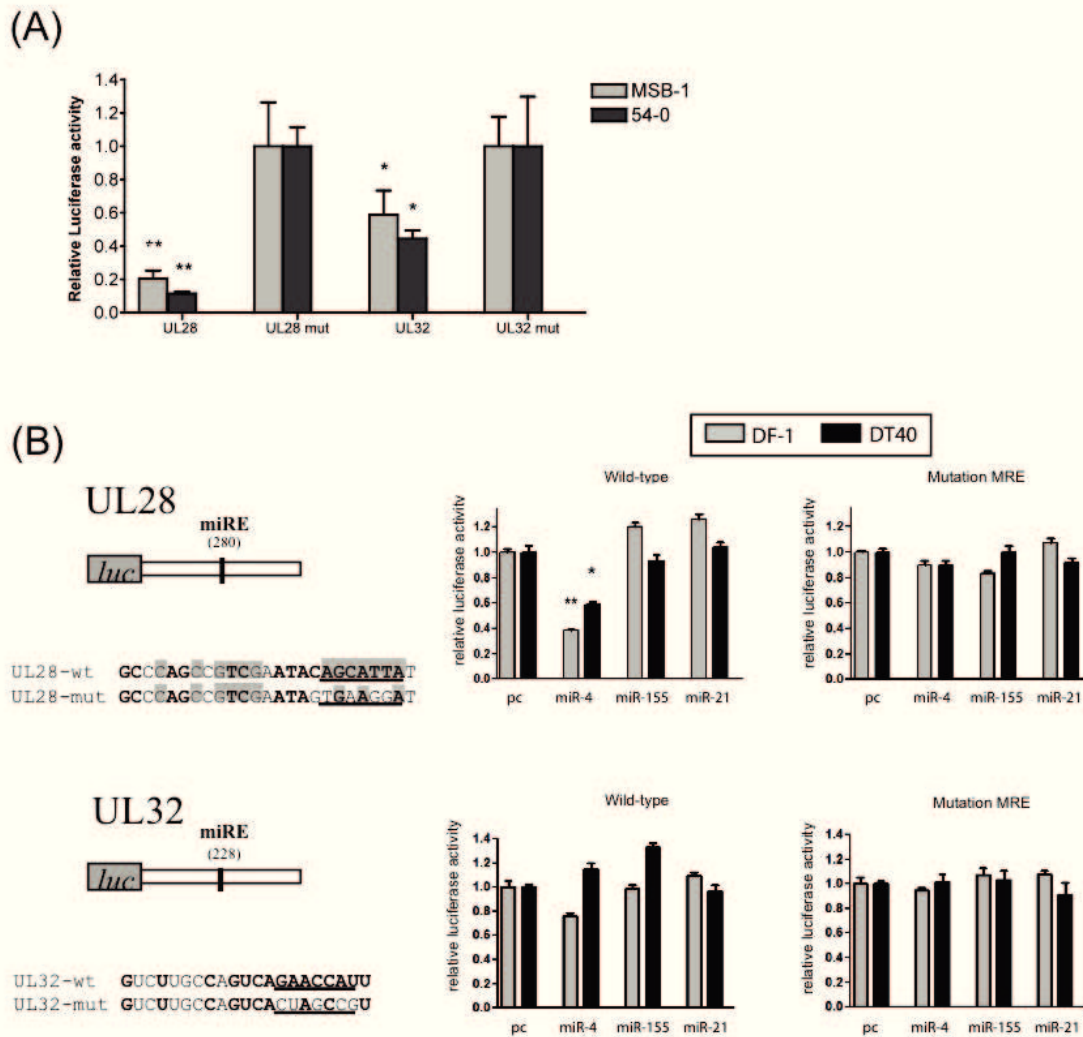 (A)
Relative Luciferase activity
1.4
1.2
1.0
0.8
0.6
0.4
0.2
0.0
**
**
*
*
UL28
UL28 mut
UL32
UL32 mut
MSB-1
54-0
(B)
DF-1
DT40
UL28
miRE
(280)
luc
UL28-wt GCCCAGCCGTCGAATACAGCATTAT
UL28-mut GCCCAGCCGTCGAATAGTGAAGGAT
Wild-type
relative luciferase activity
1.2
1.0
0.8
0.6
0.4
0.2
0.0
**
*
pc
miR-4
miR-155
miR-21
Mutation MRE
relative luciferase activity
1.2
1.0
0.8
0.6
0.4
0.2
0.0
pc
miR-4
miR-155
miR-21
UL32
miRE
(228)
luc
UL32-wt GUCUUGCCAGUCAGAACCAUU
UL32-mut GUCUUGCCAGUCACUAGCCGU
Wild-type
relative luciferase activity
1.4
1.2
1.0
0.8
0.6
0.4
0.2
0.0
pc
miR-4
miR-155
miR-21
Mutation MRE
relative luciferase activity
1.4
1.2
1.0
0.8
0.6
0.4
0.2
0.0
pc
miR-4
miR-155
miR-21